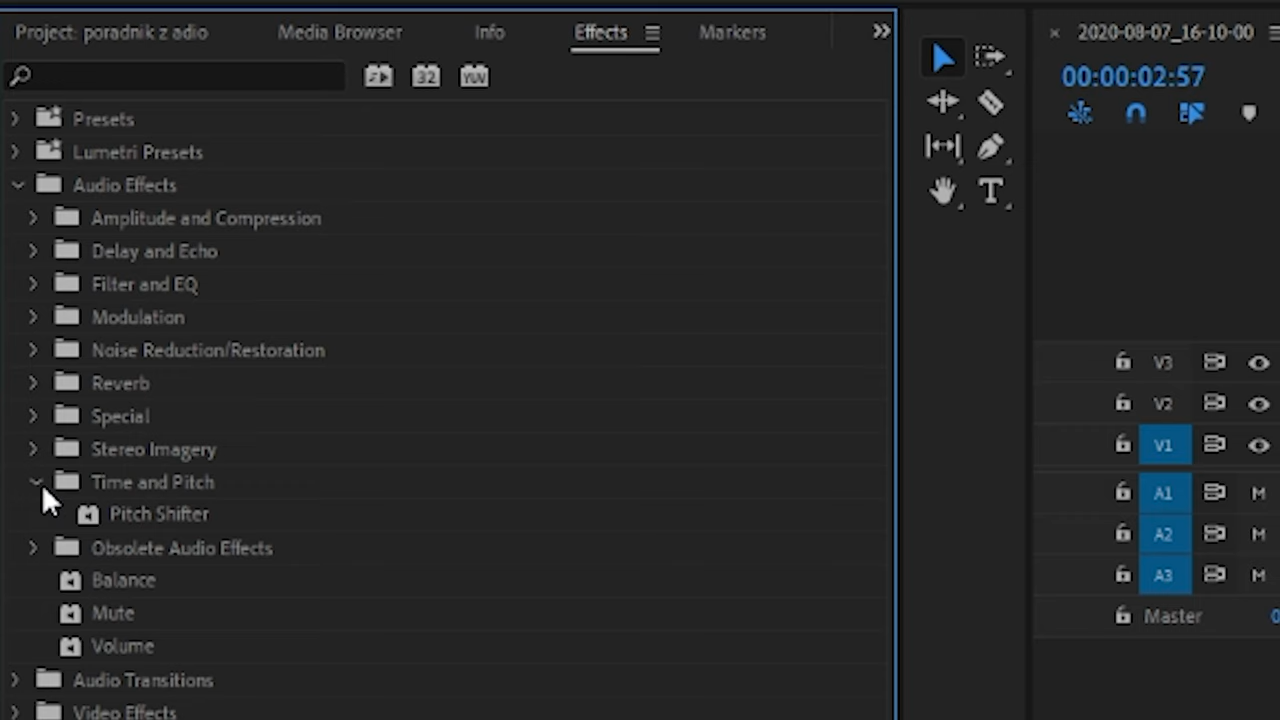 Project: poradnik z adio
Media Browser
Info
Effects
Markers
32
YUV
Presets
Lumetri Presets
Audio Effects
Amplitude and Compression
Delay and Echo
Filter and EQ
Modulation
Noise Reduction/Restoration
Reverb
Special
Stereo Imagery
Time and Pitch
Pitch Shifter
Obsolete Audio Effects
Balance
Mute
Volume
Audio Transitions
Video Effects
2020-08-07_16-10-00
00:00:02:57
V3
V2
V1
A1 M
A2 M
A3 M
Master 0